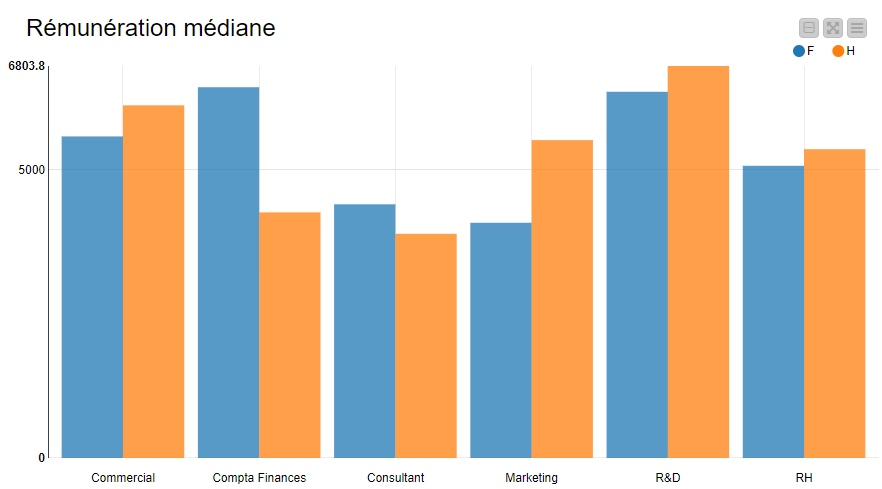 Rémunération médiane
F H
6803.8
5000
0
Commercial Compta Finances Consultant Marketing R&D RH